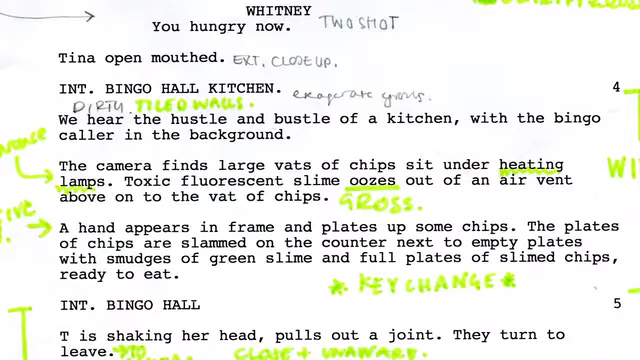 WHITNEY
You hungry now. TWO SHOT
Tina open mouthed. EXT. CLOSE UP.
INT. BINGO HALL KITCHEN. exagerate grossness. 4
DIRTY TILED WALLS.
We hear the hustle and bustle of a kitchen, with the bingo
caller in the background.
The camera finds large vats of chips sit under heating
lamps. Toxic fluorescent slime oozes out of an air vent
above on to the vat of chips. GROSS.
A hand appears in frame and plates up some chips. The plates
of chips are slammed on the counter next to empty plates
with smudges of green slime and full plates of slimed chips,
ready to eat.
* KEY CHANGE *
INT. BINGO HALL 5
T is shaking her head, pulls out a joint. They turn to
leave. CLOSE + UNAWARE.